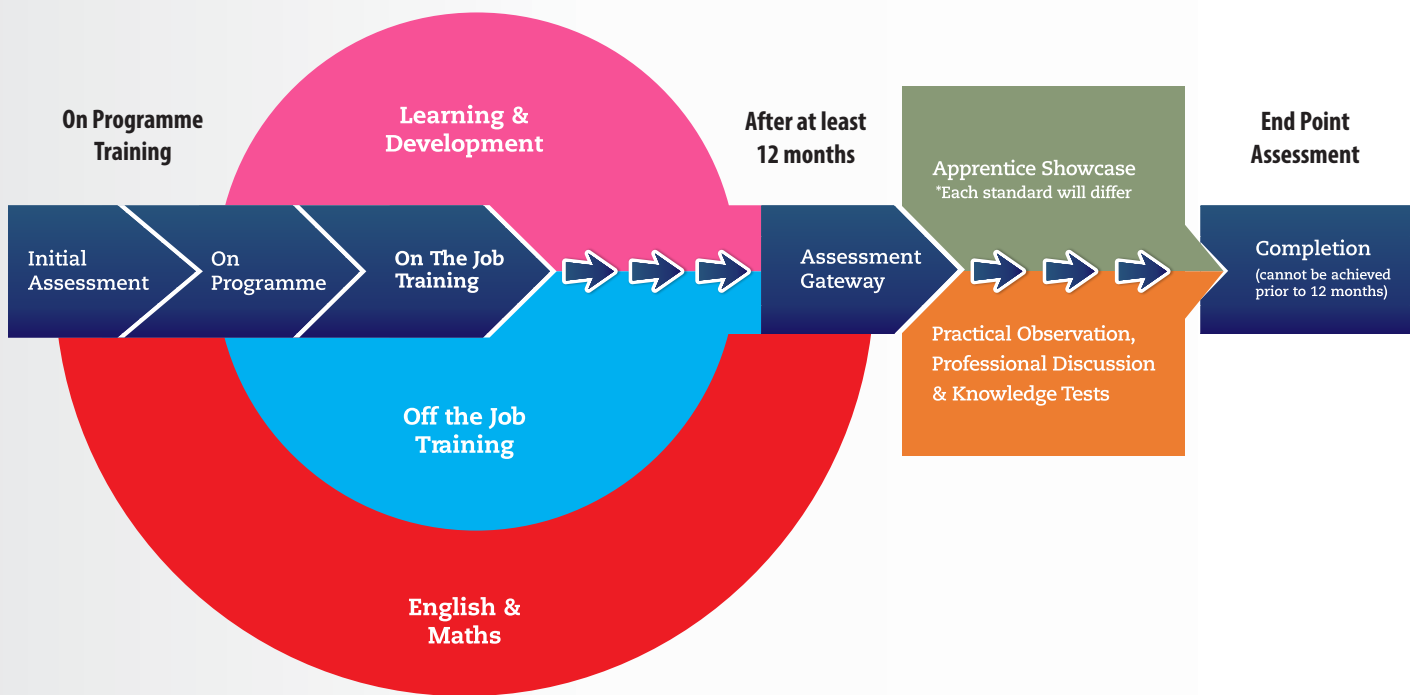 On Programme
Training
Learning &
Development
After at least
12 months
Apprentice Showcase
*Each standard will differ
End Point
Assessment
Initial
Assessment
On
Programme
On The Job
Training
Assessment
Gateway
Completion
(cannot be achieved
prior to 12 months)
Practical Observation,
Professional Discussion
& Knowledge Tests
Off the Job
Training
English &
Maths